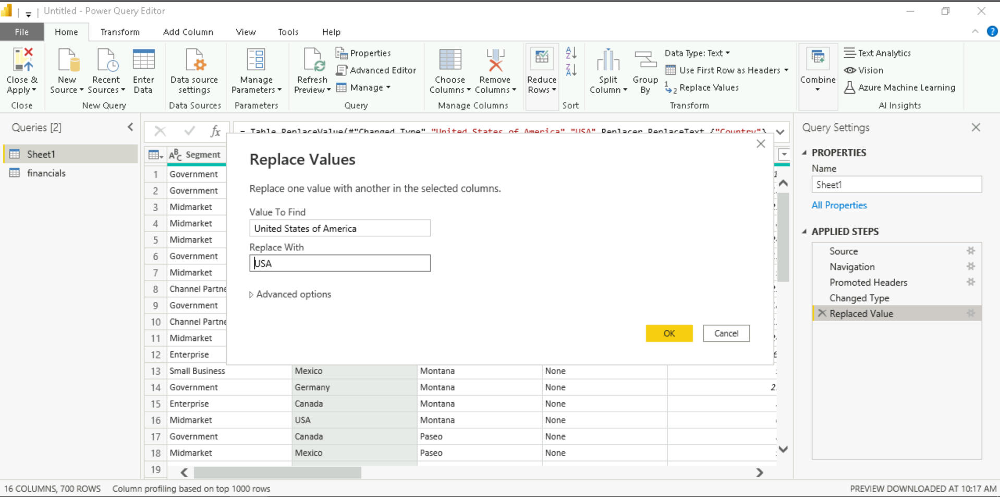 Untitled - Power Query Editor
File Home Transform Add Column View Tools Help
Close & Apply
Close
New Source
Recent Sources
Enter Data
New Query
Data source settings
Data Sources
Manage Parameters
Parameters
Refresh Preview
Properties
Advanced Editor
Manage
Query
Choose Columns
Remove Columns
Manage Columns
Reduce Rows
Sort
Split Column
Group By
Data Type: Text
Use First Row as Headers
Replace Values
Transform
Combine
Text Analytics
Vision
Azure Machine Learning
AI Insights
Queries [2]
Sheet1
financials
= Table.ReplaceValue(#"Changed Type","United States of America","USA",Replacer.ReplaceText,{"Country"})
Segment
1 Government
2 Government
3 Midmarket
4 Midmarket
5 Midmarket
6 Government
7 Midmarket
8 Channel Partne
9 Government
10 Channel Partne
11 Midmarket
12 Enterprise
13 Small Business Mexico Montana None
14 Government Germany Montana None
15 Enterprise Canada Montana None
16 Midmarket USA Montana None
17 Government Canada Paseo None
18 Midmarket Mexico Paseo None
19
Replace Values
Replace one value with another in the selected columns.
Value To Find
United States of America
Replace With
USA
Advanced options
OK Cancel
Query Settings
PROPERTIES
Name
Sheet1
All Properties
APPLIED STEPS
Source
Navigation
Promoted Headers
Changed Type
Replaced Value
16 COLUMNS, 700 ROWS Column profiling based on top 1000 rows
PREVIEW DOWNLOADED AT 10:17 AM